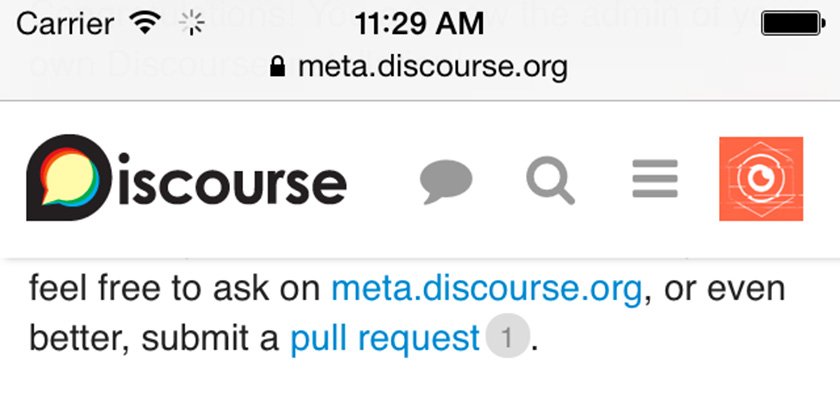 Carrier 11:29 AM
meta.discourse.org
Discourse
feel free to ask on meta.discourse.org, or even
better, submit a pull request 1.